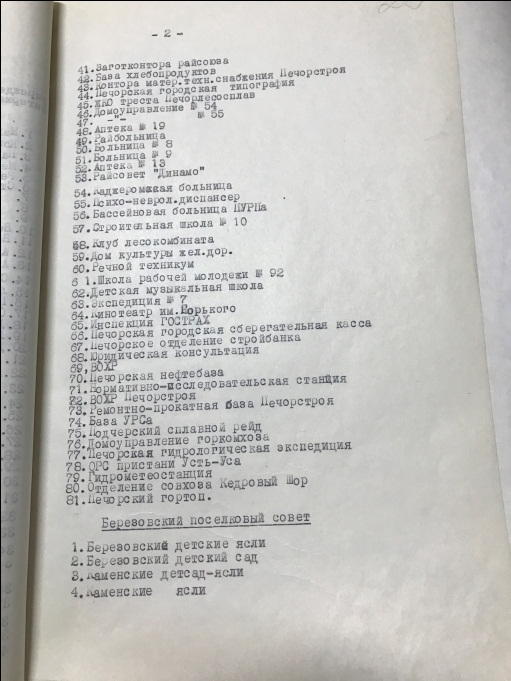 - 2 -
41.Заготконтора райсоюза
42.База хлебопродуктов
43.Контора матер.техн.снабжения Печорстроя
44.Печорская городская типография
45.ЖКО треста Печорлесосплав
46.Домоуправление № 54
47. -"- № 55
48.Аптека № 19
49.Райбольница
50.Больница № 8
51.Больница № 9
52.Аптека № 13
53.Райсовет "Динамо"
54.Каджеромская больница
55.Психо-неврол.диспансер
56.Бассейновая больница ПУРПа
57.Строительная школа № 10
58.Клуб лесокомбината
59.Дом культуры жел.дор.
60.Речной техникум
6 1.Школа рабочей молодежи № 92
62.Детская музыкальная школа
63.Экспедиция № 7
64.Кинотеатр им.Горького
65.Инспекция ГОСТРАХ
66.Печорская городская сберегательная касса
67.Печорское отделение стройбанка
68.Юридическая консультация
69.ВОХР
70.Печорская нефтебаза
71.Нормативно-исследовательская станция
72.ВОХР Печорстроя
73.Ремонтно-прокатная база Печорстроя
74.База УРСа
75.Подчерский сплавной рейд
76.Домоуправление горкомхоза
77.Печорская гидрологическая экспедиция
78.ОРС пристани Усть-Уса
79.Гидрометеостанция
80.Отделение совхоза Кедровый Шор
81.Печорский гортоп.
Березовский поселковый совет
1.Березовские детские ясли
2.Березовский детский сад
3.Каменские детсад-ясли
4.Каменские ясли